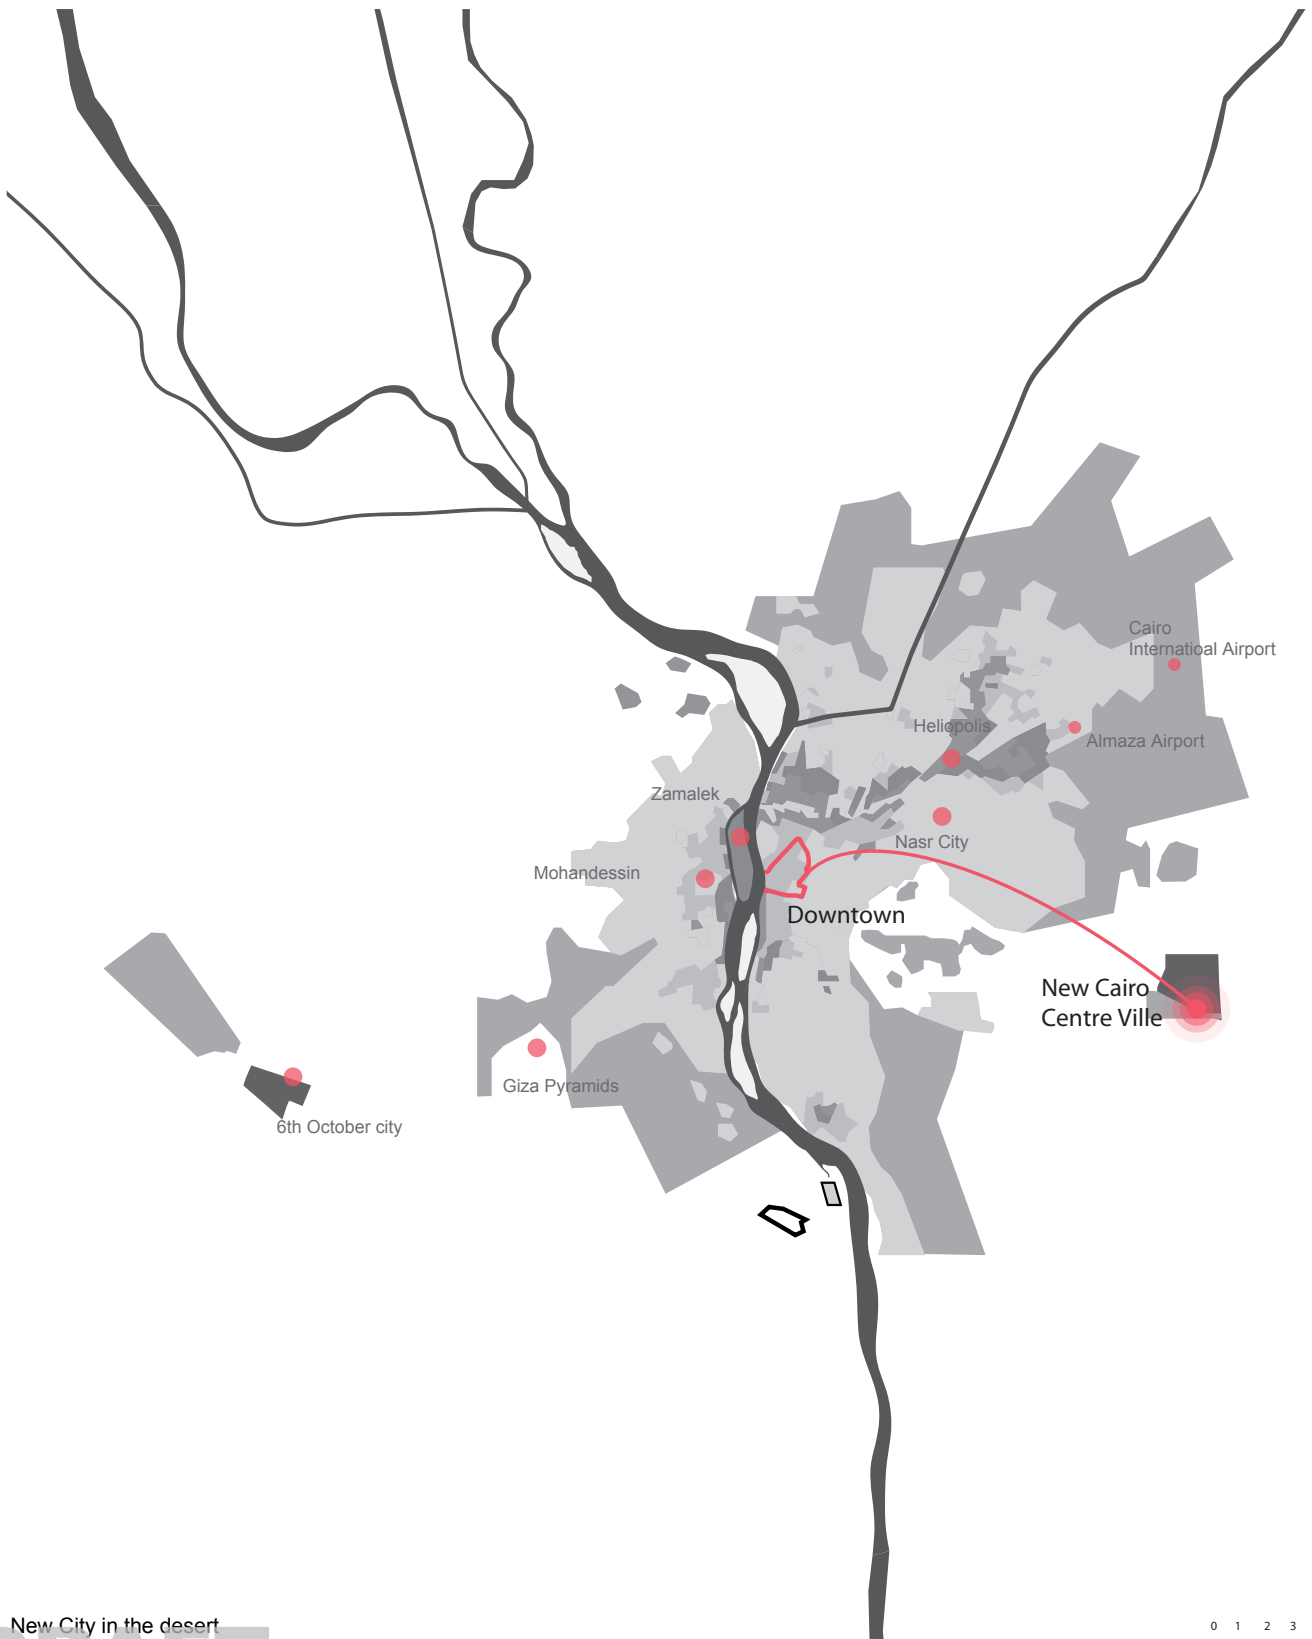 Cairo
Internatioal Airport
Heliopolis
Almaza Airport
Zamalek
Nasr City
Mohandessin
Downtown
New Cairo
Centre Ville
Giza Pyramids
6th October city
New City in the desert
DRAFT
0 1 2 3